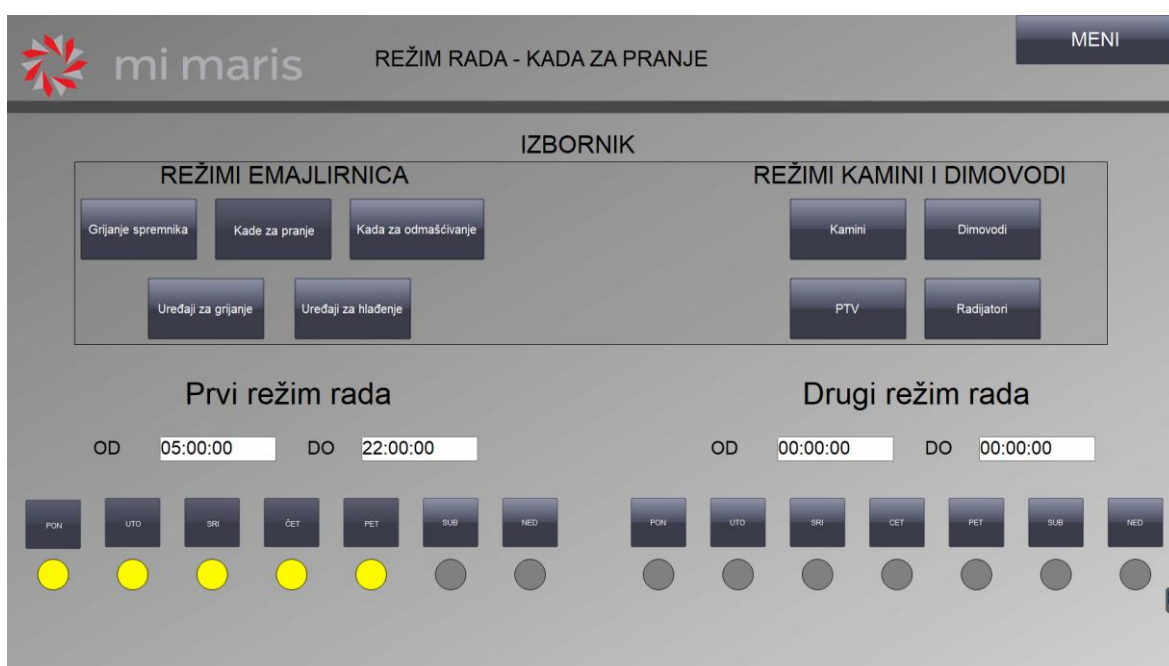 MENI
mi maris
REŽIM RADA - KADA ZA PRANJE
IZBORNIK
REŽIMI EMAJLIRNICA
REŽIMI KAMINI I DIMOVODI
Grijanje spremnika
Kade za pranje
Kada za odmašćivanje
Kamini
Dimovodi
Uređaji za grijanje
Uređaji za hlađenje
PTV
Radijatori
Prvi režim rada
Drugi režim rada
OD 05:00:00 DO 22:00:00
OD 00:00:00 DO 00:00:00
PON UTO SRI ČET PET SUB NED
PON UTO SRI CET PET SUB NED